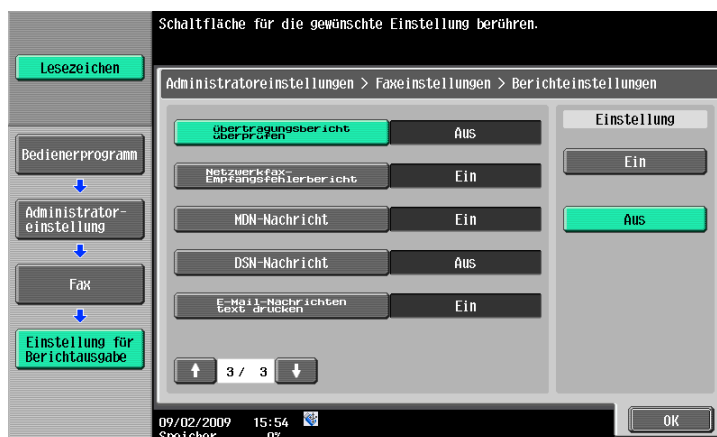 Schaltfläche für die gewünschte Einstellung berühren.
Lesezeichen
Administratoreinstellungen > Faxeinstellungen > Berichteinstellungen
Bedienerprogramm
Administrator-
einstellung
Fax
Einstellung für
Berichtausgabe
Übertragungsbericht
überprüfen
Aus
Netzwerkfax-
Empfangsfehlerbericht
Ein
MDN-Nachricht
Ein
DSN-Nachricht
Aus
E-Mail-Nachrichten
text drucken
Ein
3/ 3
Einstellung
Ein
Aus
09/02/2009 15:54
Speicher 0%
OK